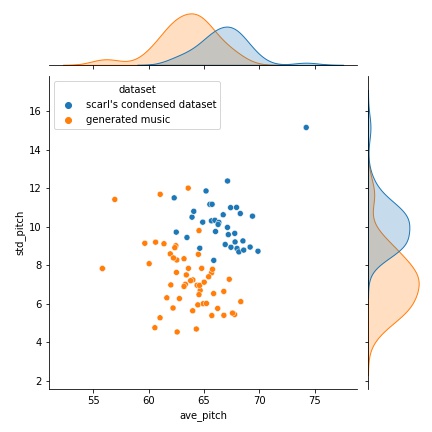 dataset
scarl's condensed dataset
generated music
16
14
12
10
8
6
4
2
std_pitch
55
60
65
70
75
ave_pitch